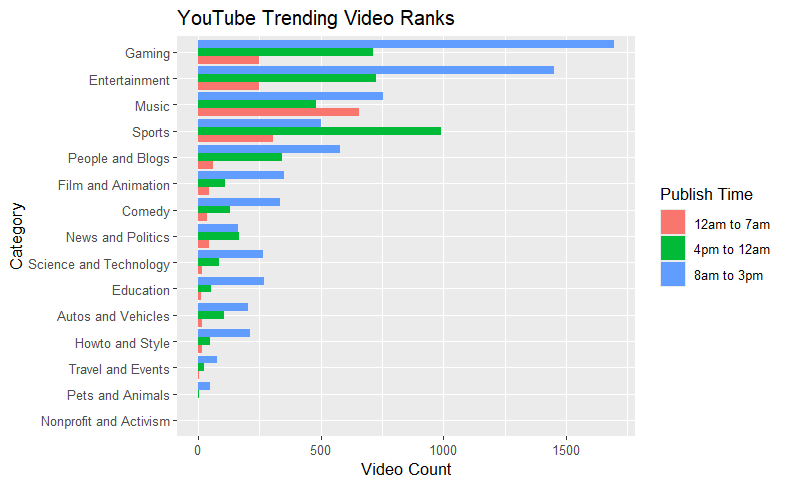 YouTube Trending Video Ranks
Category
Gaming
Entertainment
Music
Sports
People and Blogs
Film and Animation
Comedy
News and Politics
Science and Technology
Education
Autos and Vehicles
Howto and Style
Travel and Events
Pets and Animals
Nonprofit and Activism
0 500 1000 1500
Video Count
Publish Time
12am to 7am
4pm to 12am
8am to 3pm